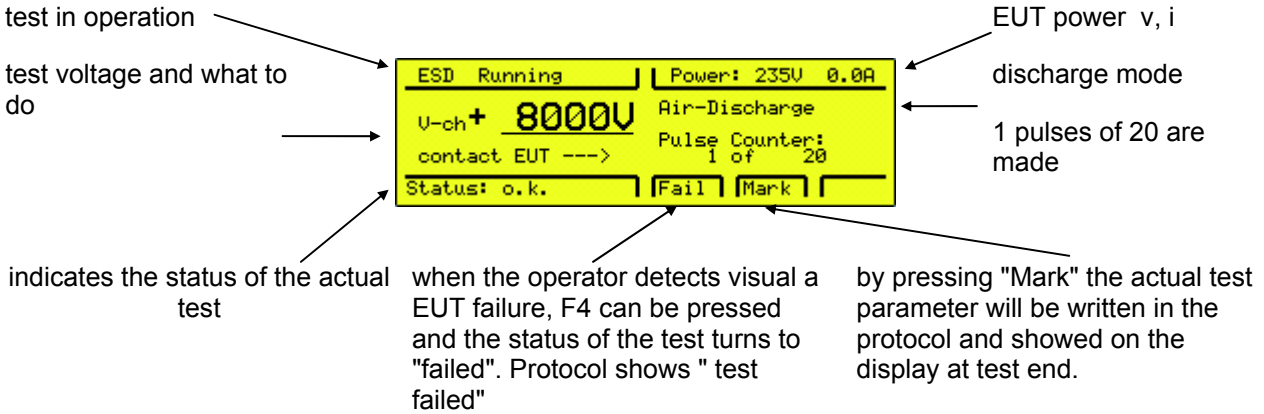 test in operation
EUT power  v, i
test voltage and what to
do
discharge mode
1 pulses of 20 are
made
ESD  Running
Power: 235V  0.0A
V-ch+ 8000V
Air-Discharge
Pulse Counter:
contact EUT --->
1 of    20
Status: o.k.
Fail
Mark
indicates the status of the actual
test
when the operator detects visual a
EUT failure, F4 can be pressed
and the status of the test turns to
"failed". Protocol shows " test
failed"
by pressing "Mark" the actual test
parameter will be written in the
protocol and showed on the
display at test end.